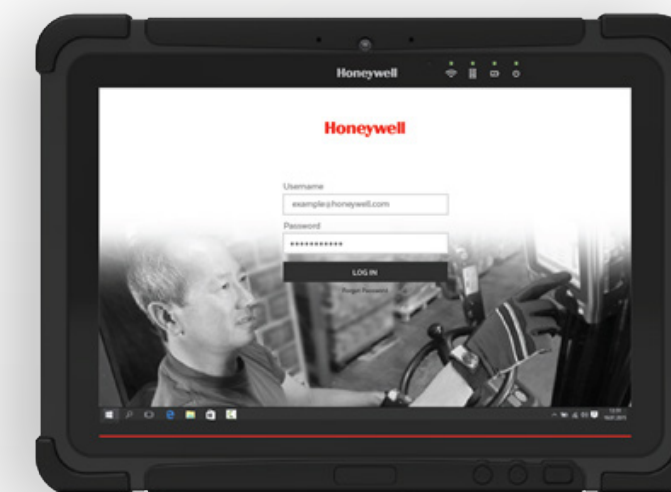 Honeywell
Honeywell
Username
example@honeywell.com
Password
***********
LOG IN
Forgot Password